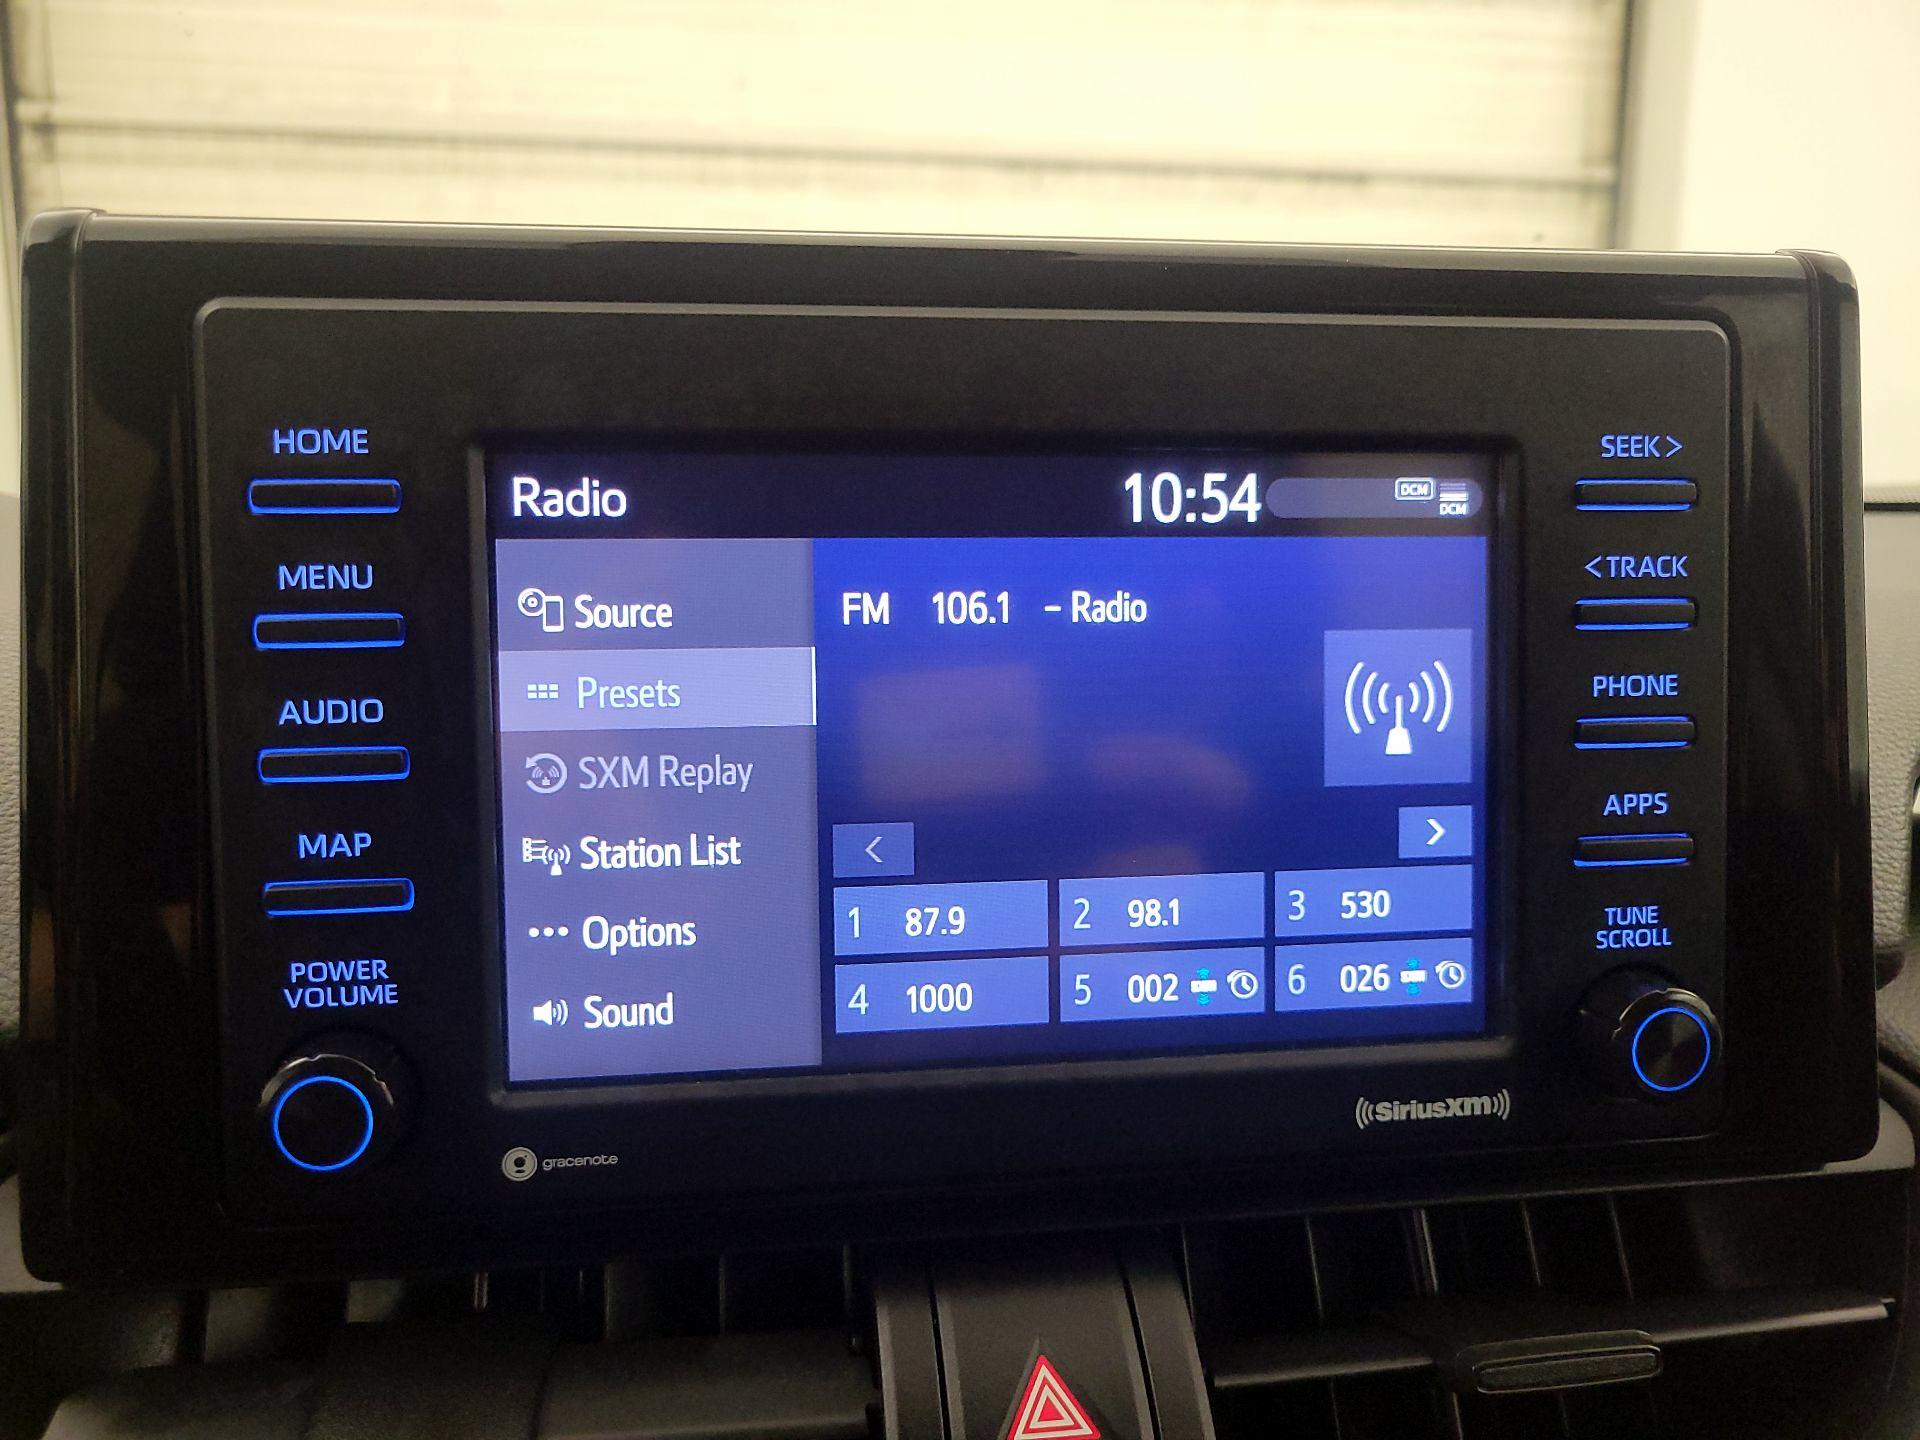 HOME
MENU
AUDIO
MAP
POWER
VOLUME
Radio
10:54
DCM
DCM
Source
Presets
SXM Replay
Station List
Options
Sound
FM 106.1 – Radio
<
>
1 87.9
2 98.1
3 530
4 1000
5 002
6 026
SEEK >
< TRACK
PHONE
APPS
TUNE
SCROLL
gracenote
SiriusXM